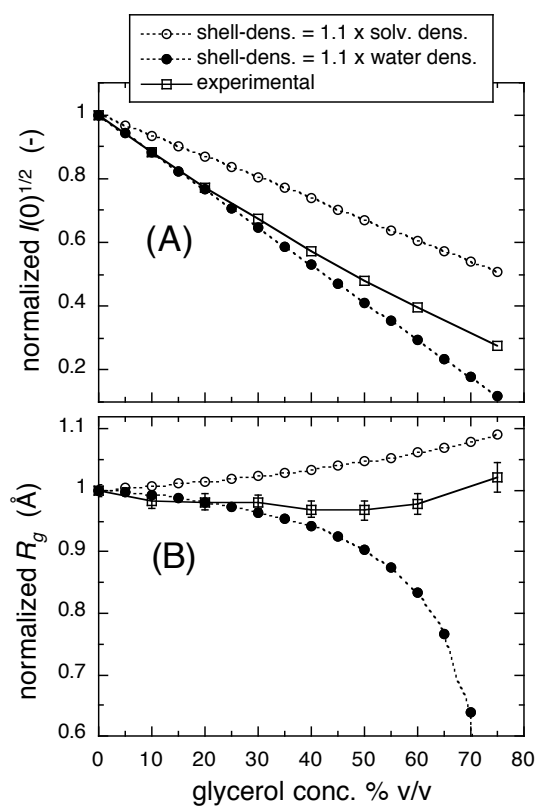 shell-dens. = 1.1 x solv. dens.
shell-dens. = 1.1 x water dens.
experimental
1
0.8
0.6
0.4
0.2
normalized I(0)1/2 (-)
(A)
1.1
1
0.9
0.8
0.7
0.6
normalized Rg (Å)
(B)
0 10 20 30 40 50 60 70 80
glycerol conc. % v/v